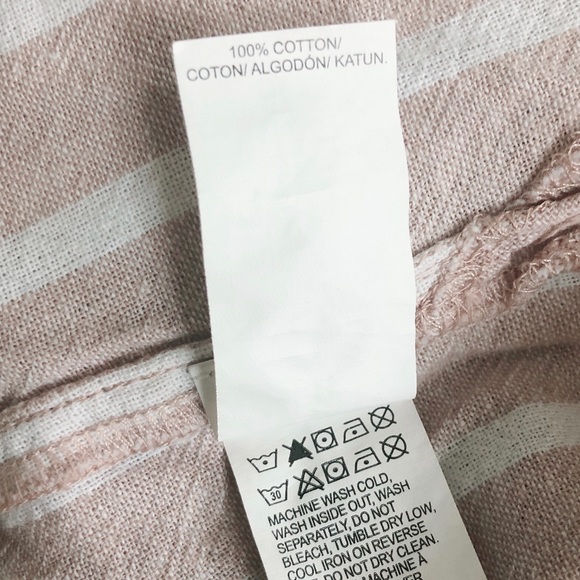 100% COTTON/
COTON/ ALGODÓN/ KATUN.
30
MACHINE WASH COLD,
WASH INSIDE OUT, WASH
SEPARATELY, DO NOT
BLEACH, TUMBLE DRY LOW,
COOL IRON ON REVERSE
DO NOT DRY CLEAN.
MACHINE À